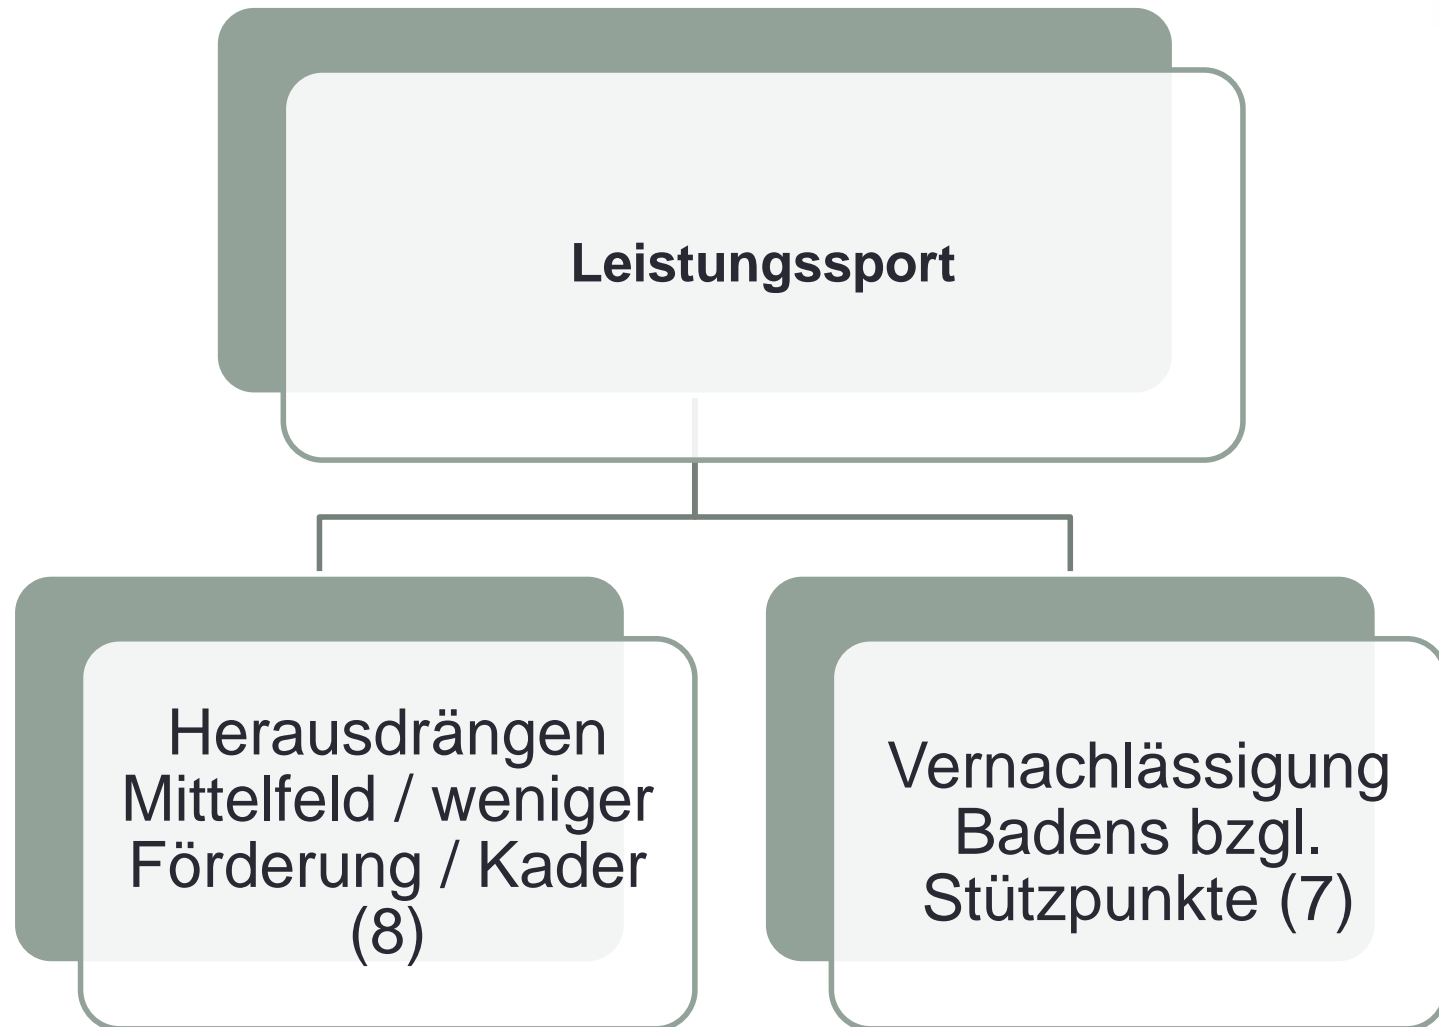 Leistungssport
Herausdrängen
Mittelfeld / weniger
Förderung / Kader
(8)
Vernachlässigung
Badens bzgl.
Stützpunkte (7)